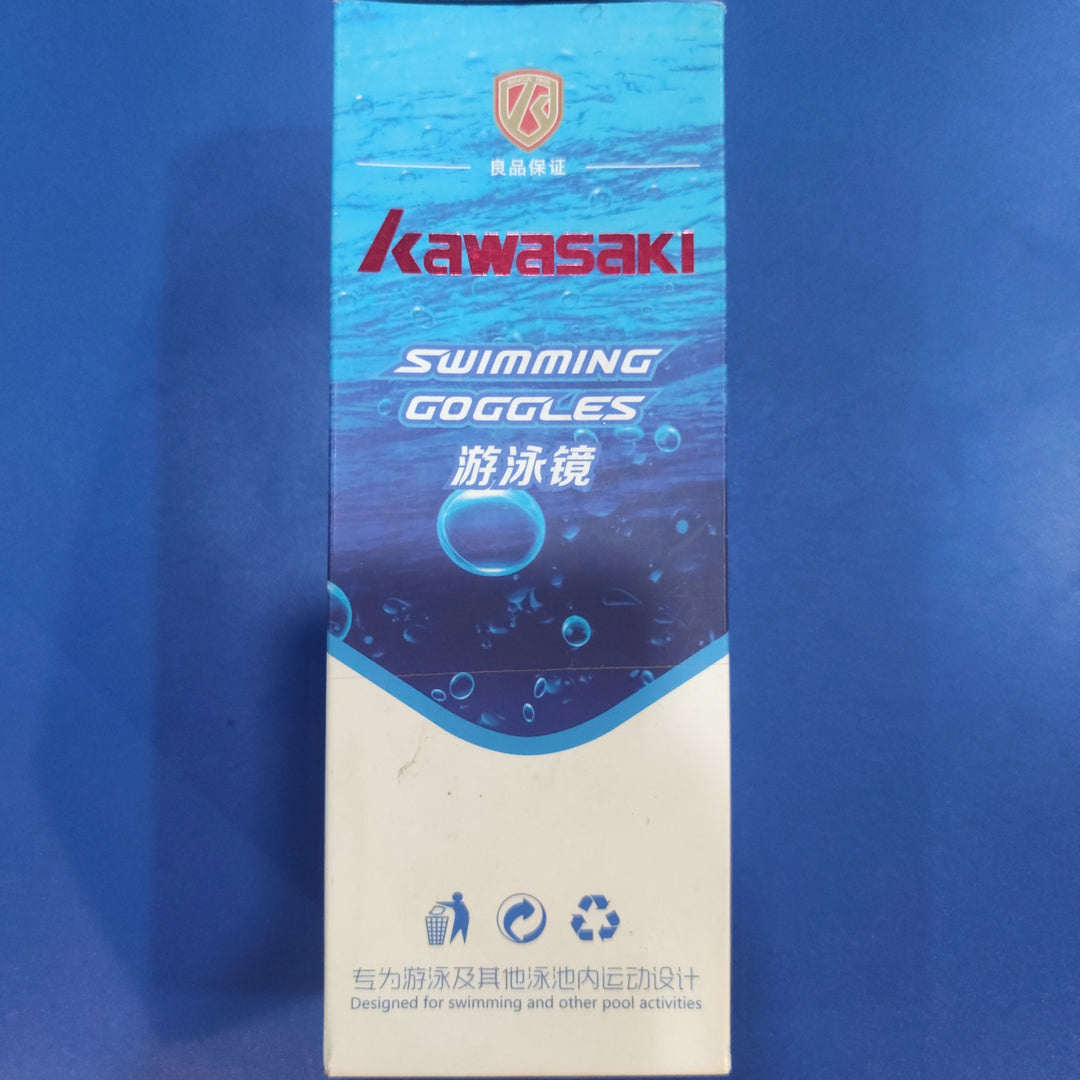 良品保证
Kawasaki
SWIMMING
GOGGLES
游泳镜
专为游泳及其他泳池内运动设计
Designed for swimming and other pool activities